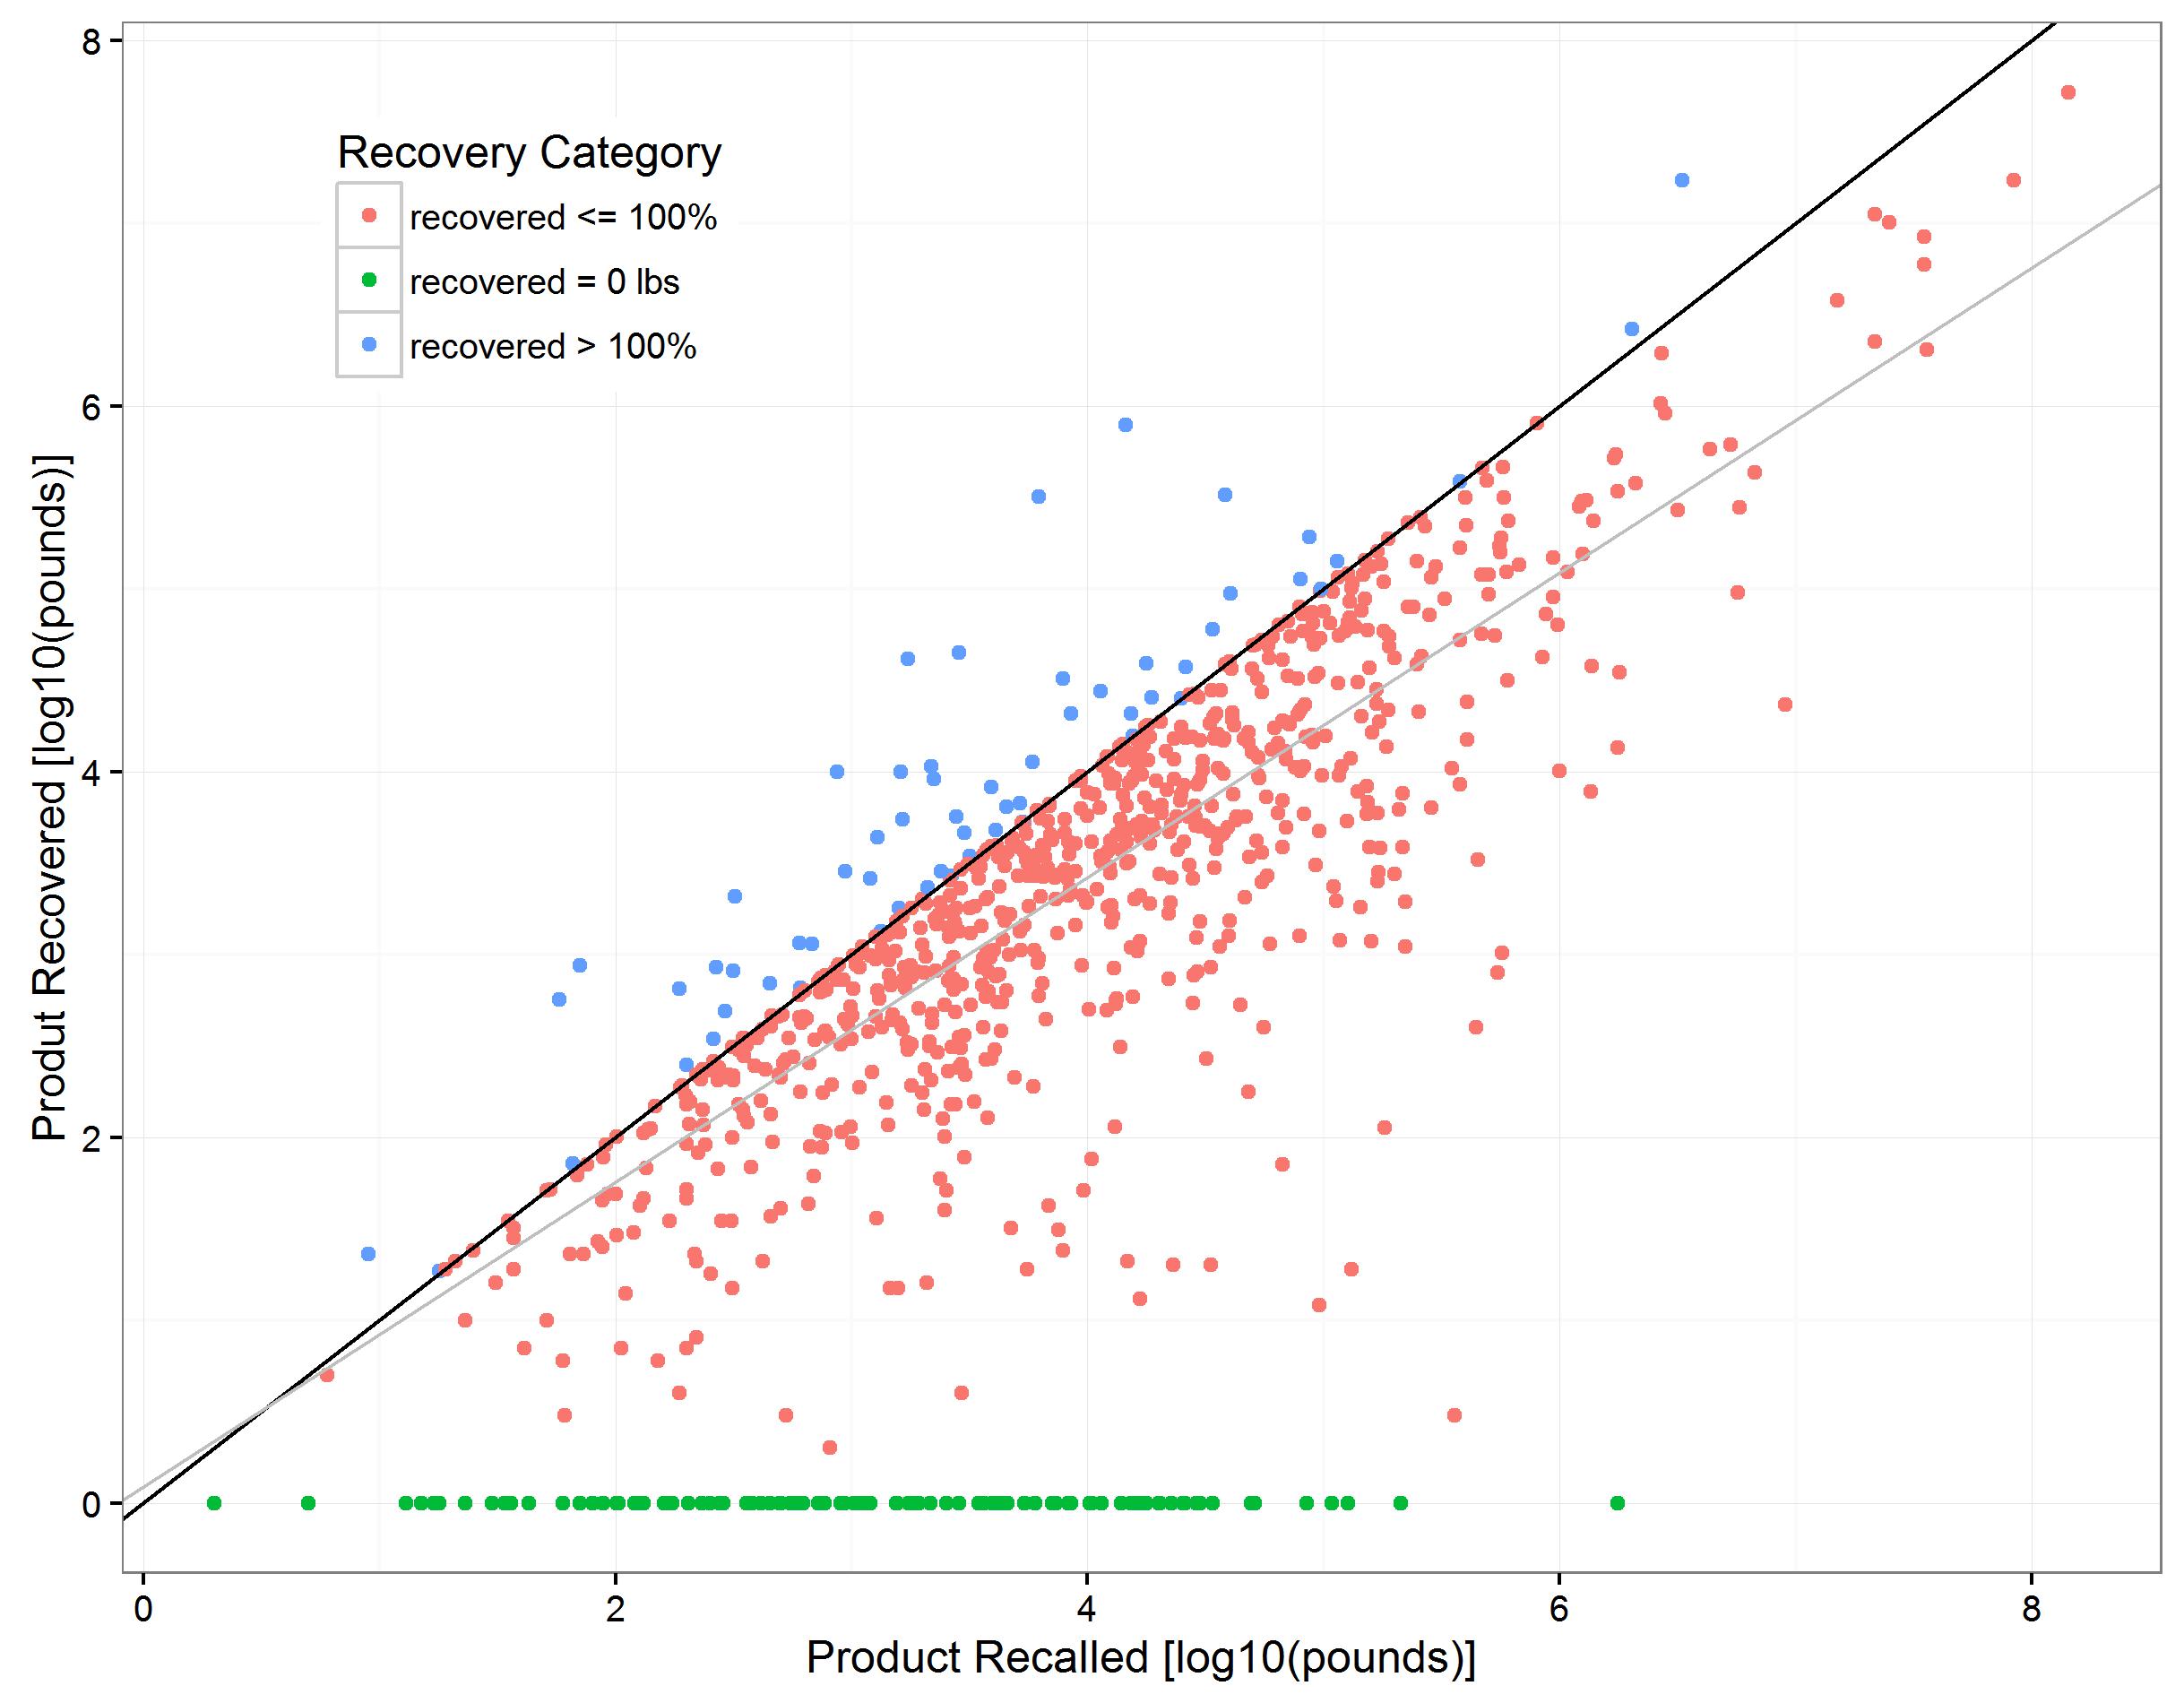 8
6
4
2
0
Produt Recovered [log10(pounds)]
Recovery Category
recovered <= 100%
recovered = 0 lbs
recovered > 100%
0 2 4 6 8
Product Recalled [log10(pounds)]